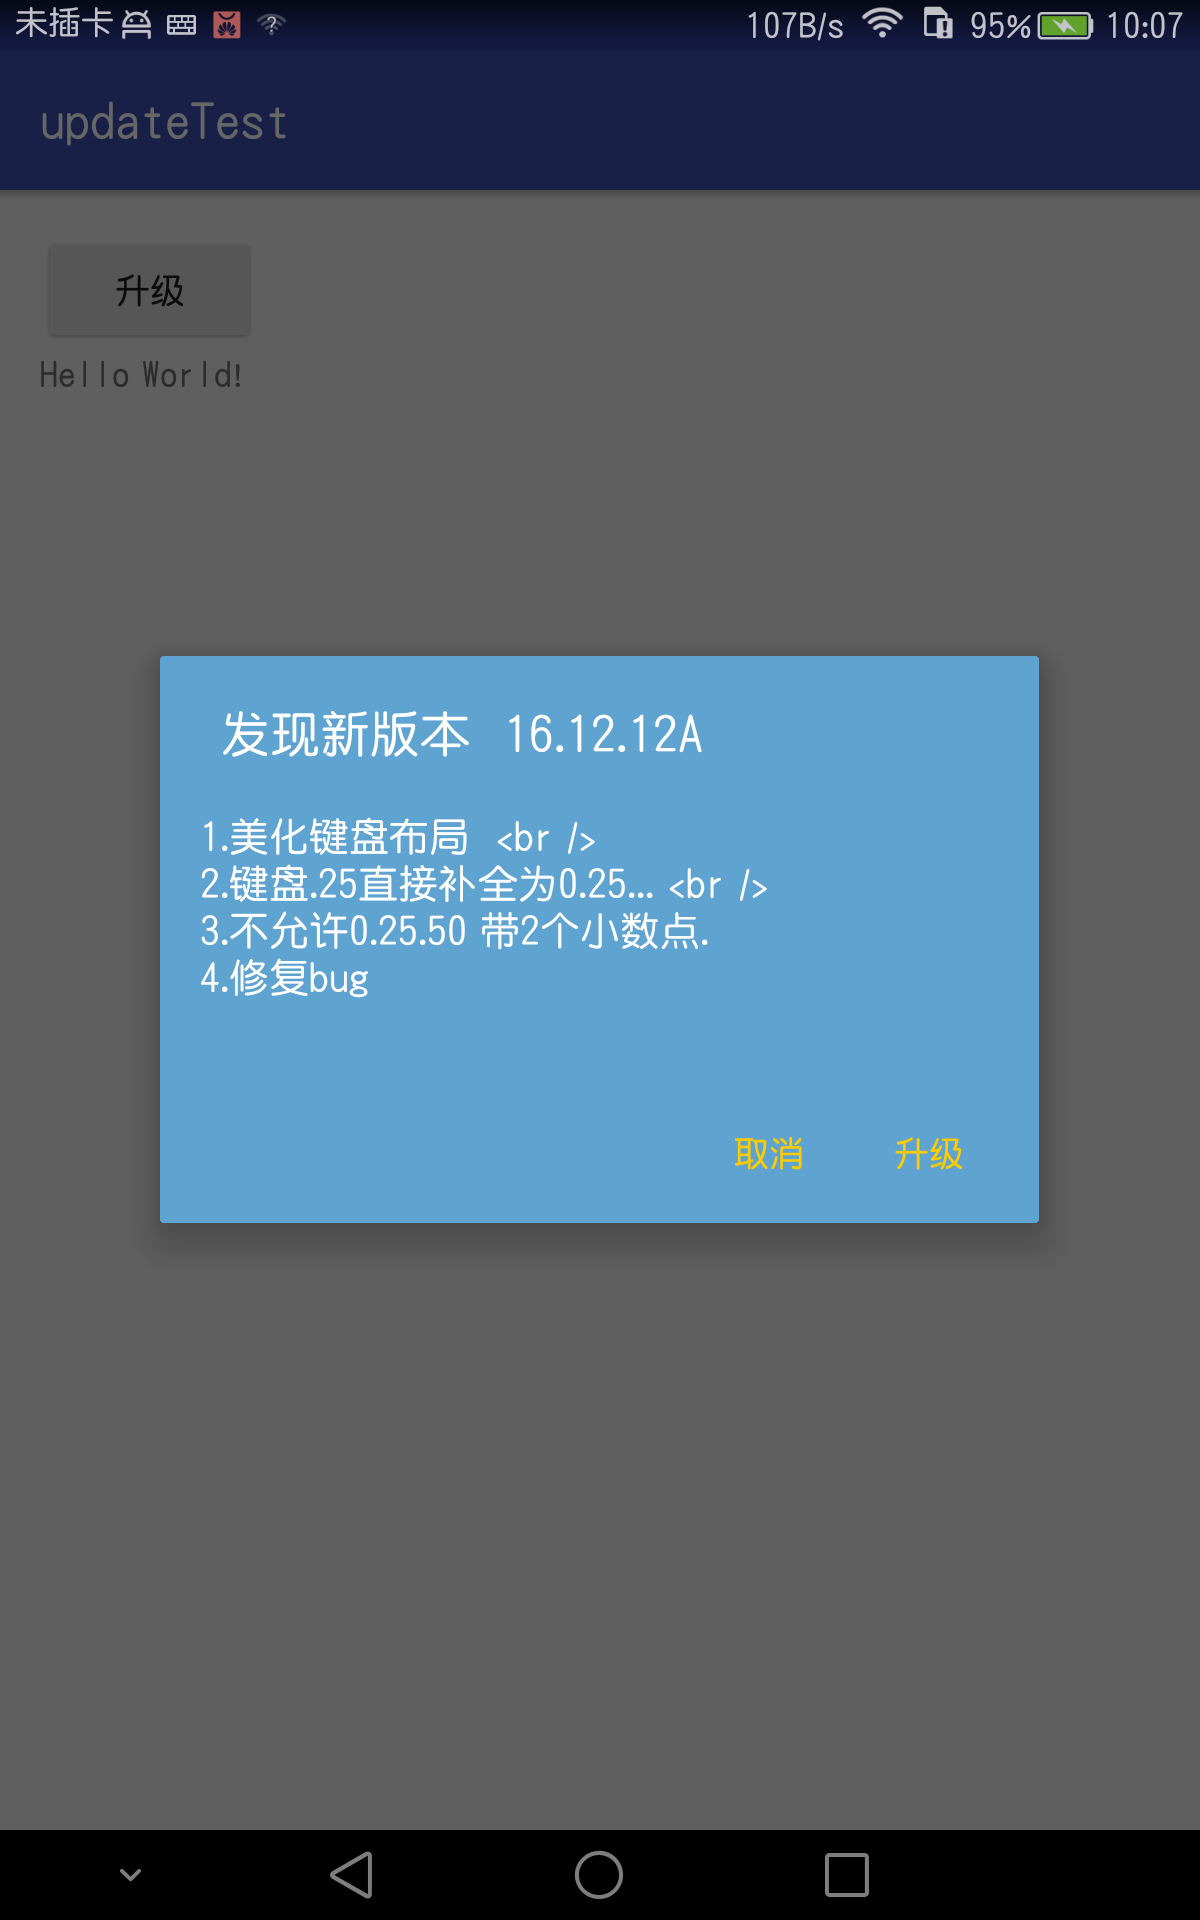 未插卡 107B/s 95% 10:07
updateTest
升级
Hello World!
发现新版本 16.12.12A
1.美化键盘布局 <br />
2.键盘.25直接补全为0.25... <br />
3.不允许0.25.50 带2个小数点.
4.修复bug
取消 升级